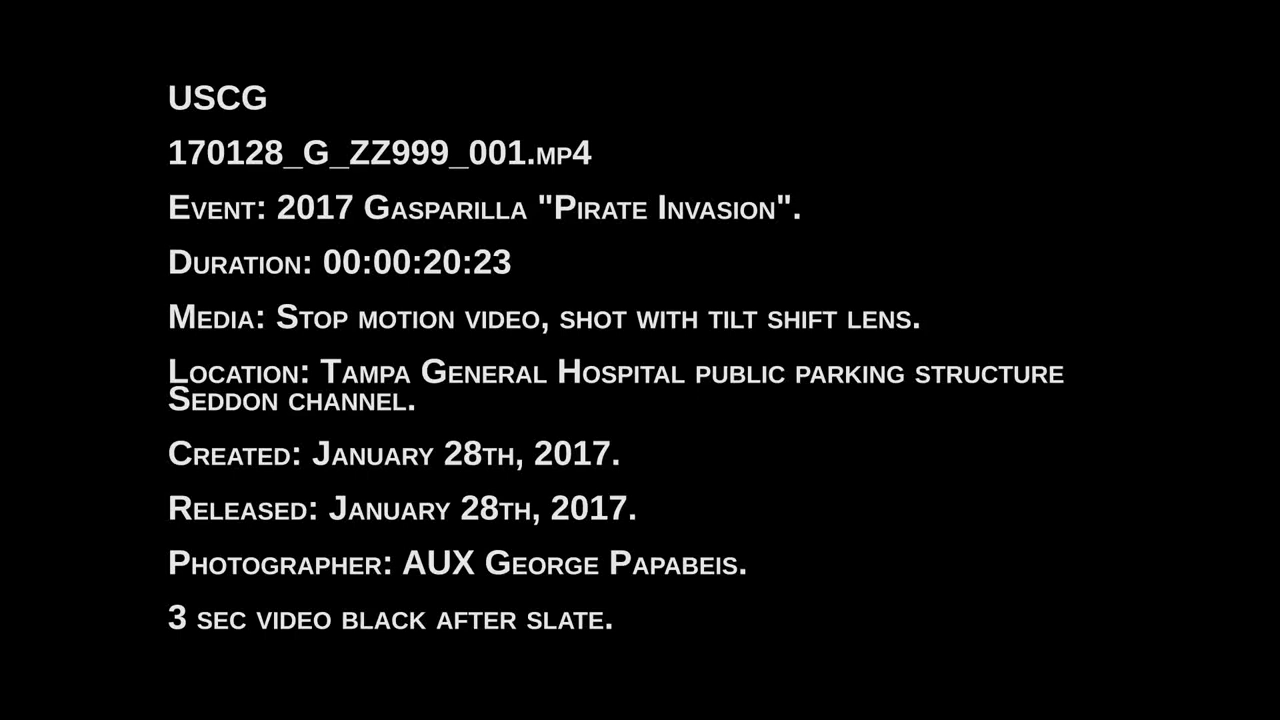 USCG
170128_G_ZZ999_001.mp4
Event: 2017 Gasparilla "Pirate Invasion".
Duration: 00:00:20:23
Media: Stop motion video, shot with tilt shift lens.
Location: Tampa General Hospital public parking structure
Seddon channel.
Created: January 28th, 2017.
Released: January 28th, 2017.
Photographer: AUX George Papabeis.
3 sec video black after slate.